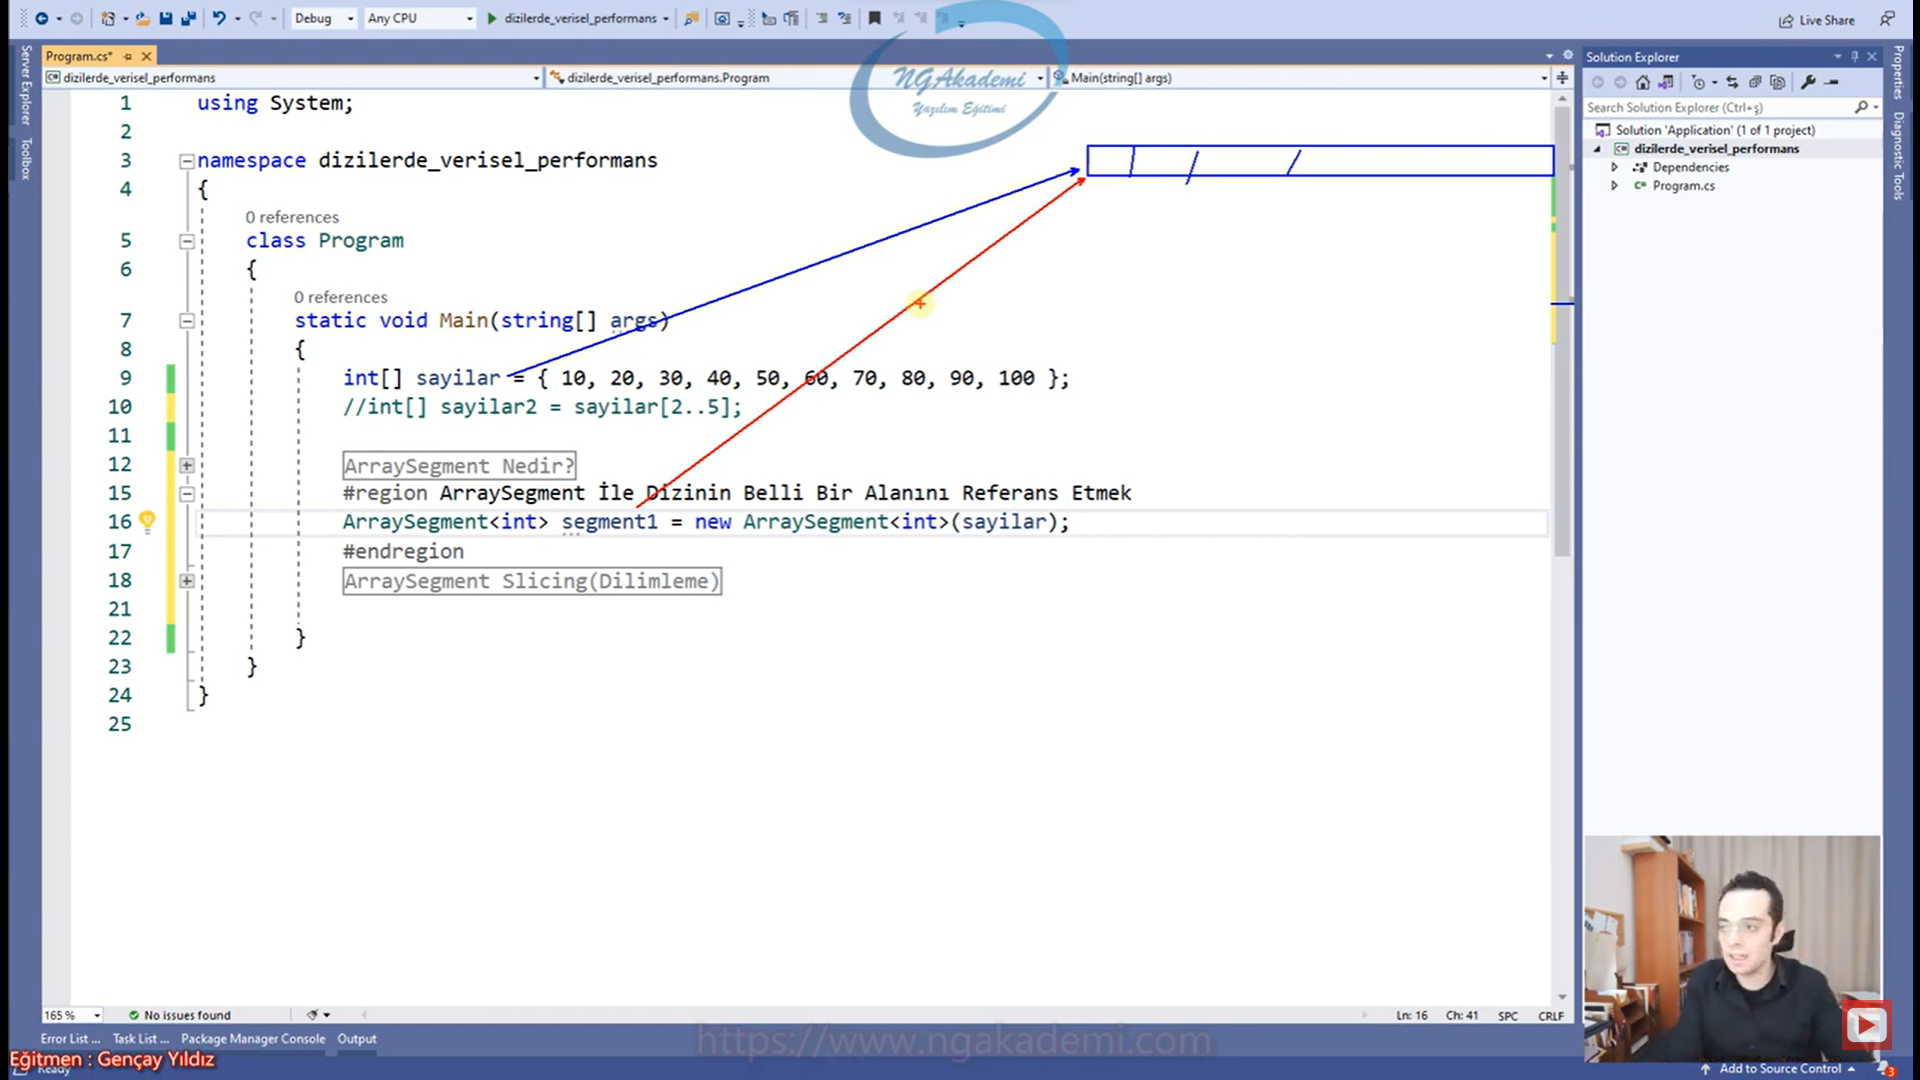 Debug
Any CPU
dizilerde_verisel_performans
Live Share
Program.cs*
dizilerde_verisel_performans
dizilerde_verisel_performans.Program
Main(string[] args)
NGAkademi
Yazılım Eğitimi
Server Explorer
Toolbox
1 using System;
2
3 namespace dizilerde_verisel_performans
4 {
0 references
5 class Program
6 {
0 references
7 static void Main(string[] args)
8 {
9 int[] sayilar = { 10, 20, 30, 40, 50, 60, 70, 80, 90, 100 };
10 //int[] sayilar2 = sayilar[2..5];
11
12 ArraySegment Nedir?
15 #region ArraySegment İle Dizinin Belli Bir Alanını Referans Etmek
16 ArraySegment<int> segment1 = new ArraySegment<int>(sayilar);
17 #endregion
18 ArraySegment Slicing(Dilimleme)
21
22 }
23 }
24 }
25
Solution Explorer
Search Solution Explorer (Ctrl+ş)
Solution 'Application' (1 of 1 project)
dizilerde_verisel_performans
Dependencies
Program.cs
Properties
Diagnostic Tools
165 %
No issues found
Ln: 16
Ch: 41
SPC
CRLF
Error List ...
Task List ...
Package Manager Console
Output
https://www.ngakademi.com
Eğitmen : Gençay Yıldız
Ready
Add to Source Control
3